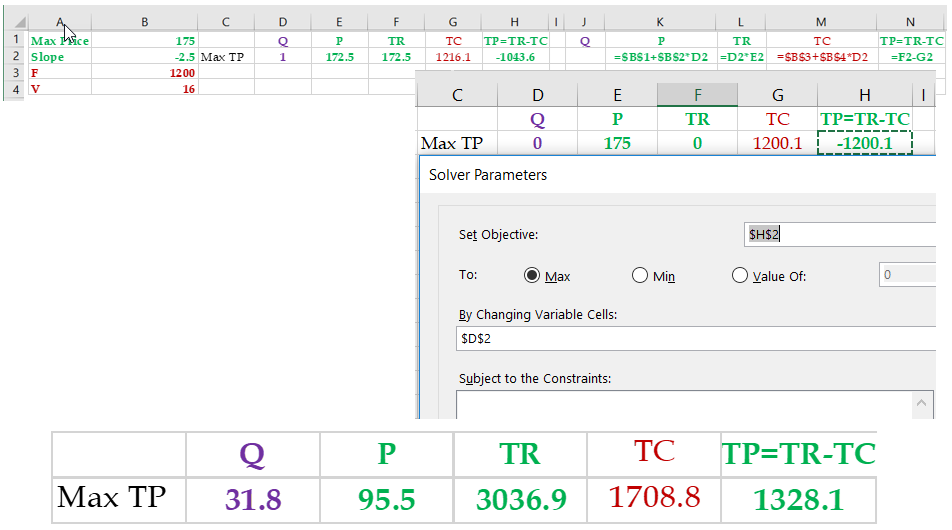 A B C D E F G H I J K L M N
1 Max Price 175 Q P TR TC TP=TR-TC Q P TR TC TP=TR-TC
2 Slope -2.5 Max TP 1 172.5 172.5 1216.1 -1043.6 =$B$1+$B$2*D2 =D2*E2 =$B$3+$B$4*D2 =F2-G2
3 F 1200
4 V 16
C D E F G H I
Q P TR TC TP=TR-TC
Max TP 0 175 0 1200.1 -1200.1
Solver Parameters
Set Objective: $H$2
To: Max Min Value Of: 0
By Changing Variable Cells:
$D$2
Subject to the Constraints:
Q P TR TC TP=TR-TC
Max TP 31.8 95.5 3036.9 1708.8 1328.1